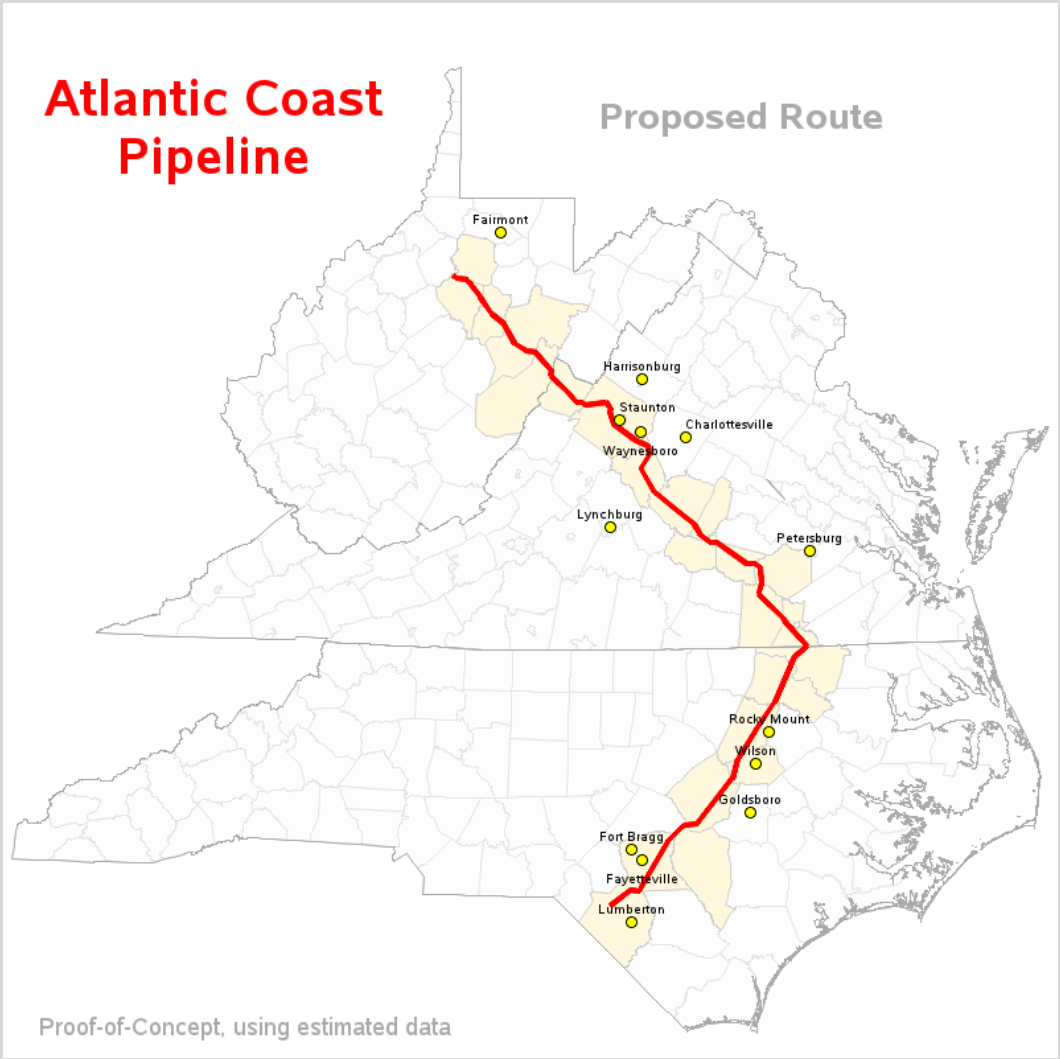 Atlantic Coast
Pipeline
Proposed Route
Fairmont
Harrisonburg
Staunton
Charlottesville
Waynesboro
Lynchburg
Petersburg
Rocky Mount
Wilson
Goldsboro
Fort Bragg
Fayetteville
Lumberton
Proof-of-Concept, using estimated data